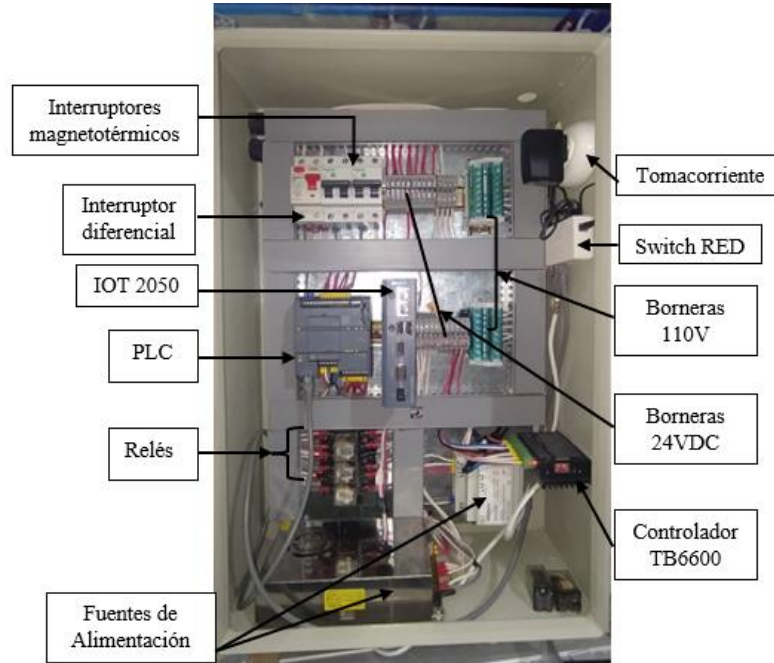 Interruptores
magnetotérmicos
Interruptor
diferencial
IOT 2050
PLC
Relés
Fuentes de
Alimentación
Tomacorriente
Switch RED
Borneras
110V
Borneras
24VDC
Controlador
TB6600